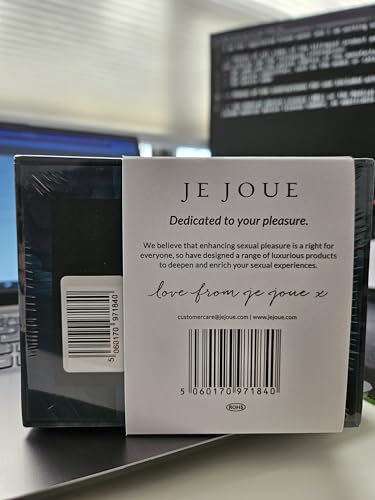 JE JOUE
Dedicated to your pleasure.
We believe that enhancing sexual pleasure is a right for
everyone, so have designed a range of luxurious products
to deepen and enrich your sexual experiences.
love from je joue x
customercare@jejoue.com | www.jejoue.com
5 060170 971840
5 060170 971840
ROHS